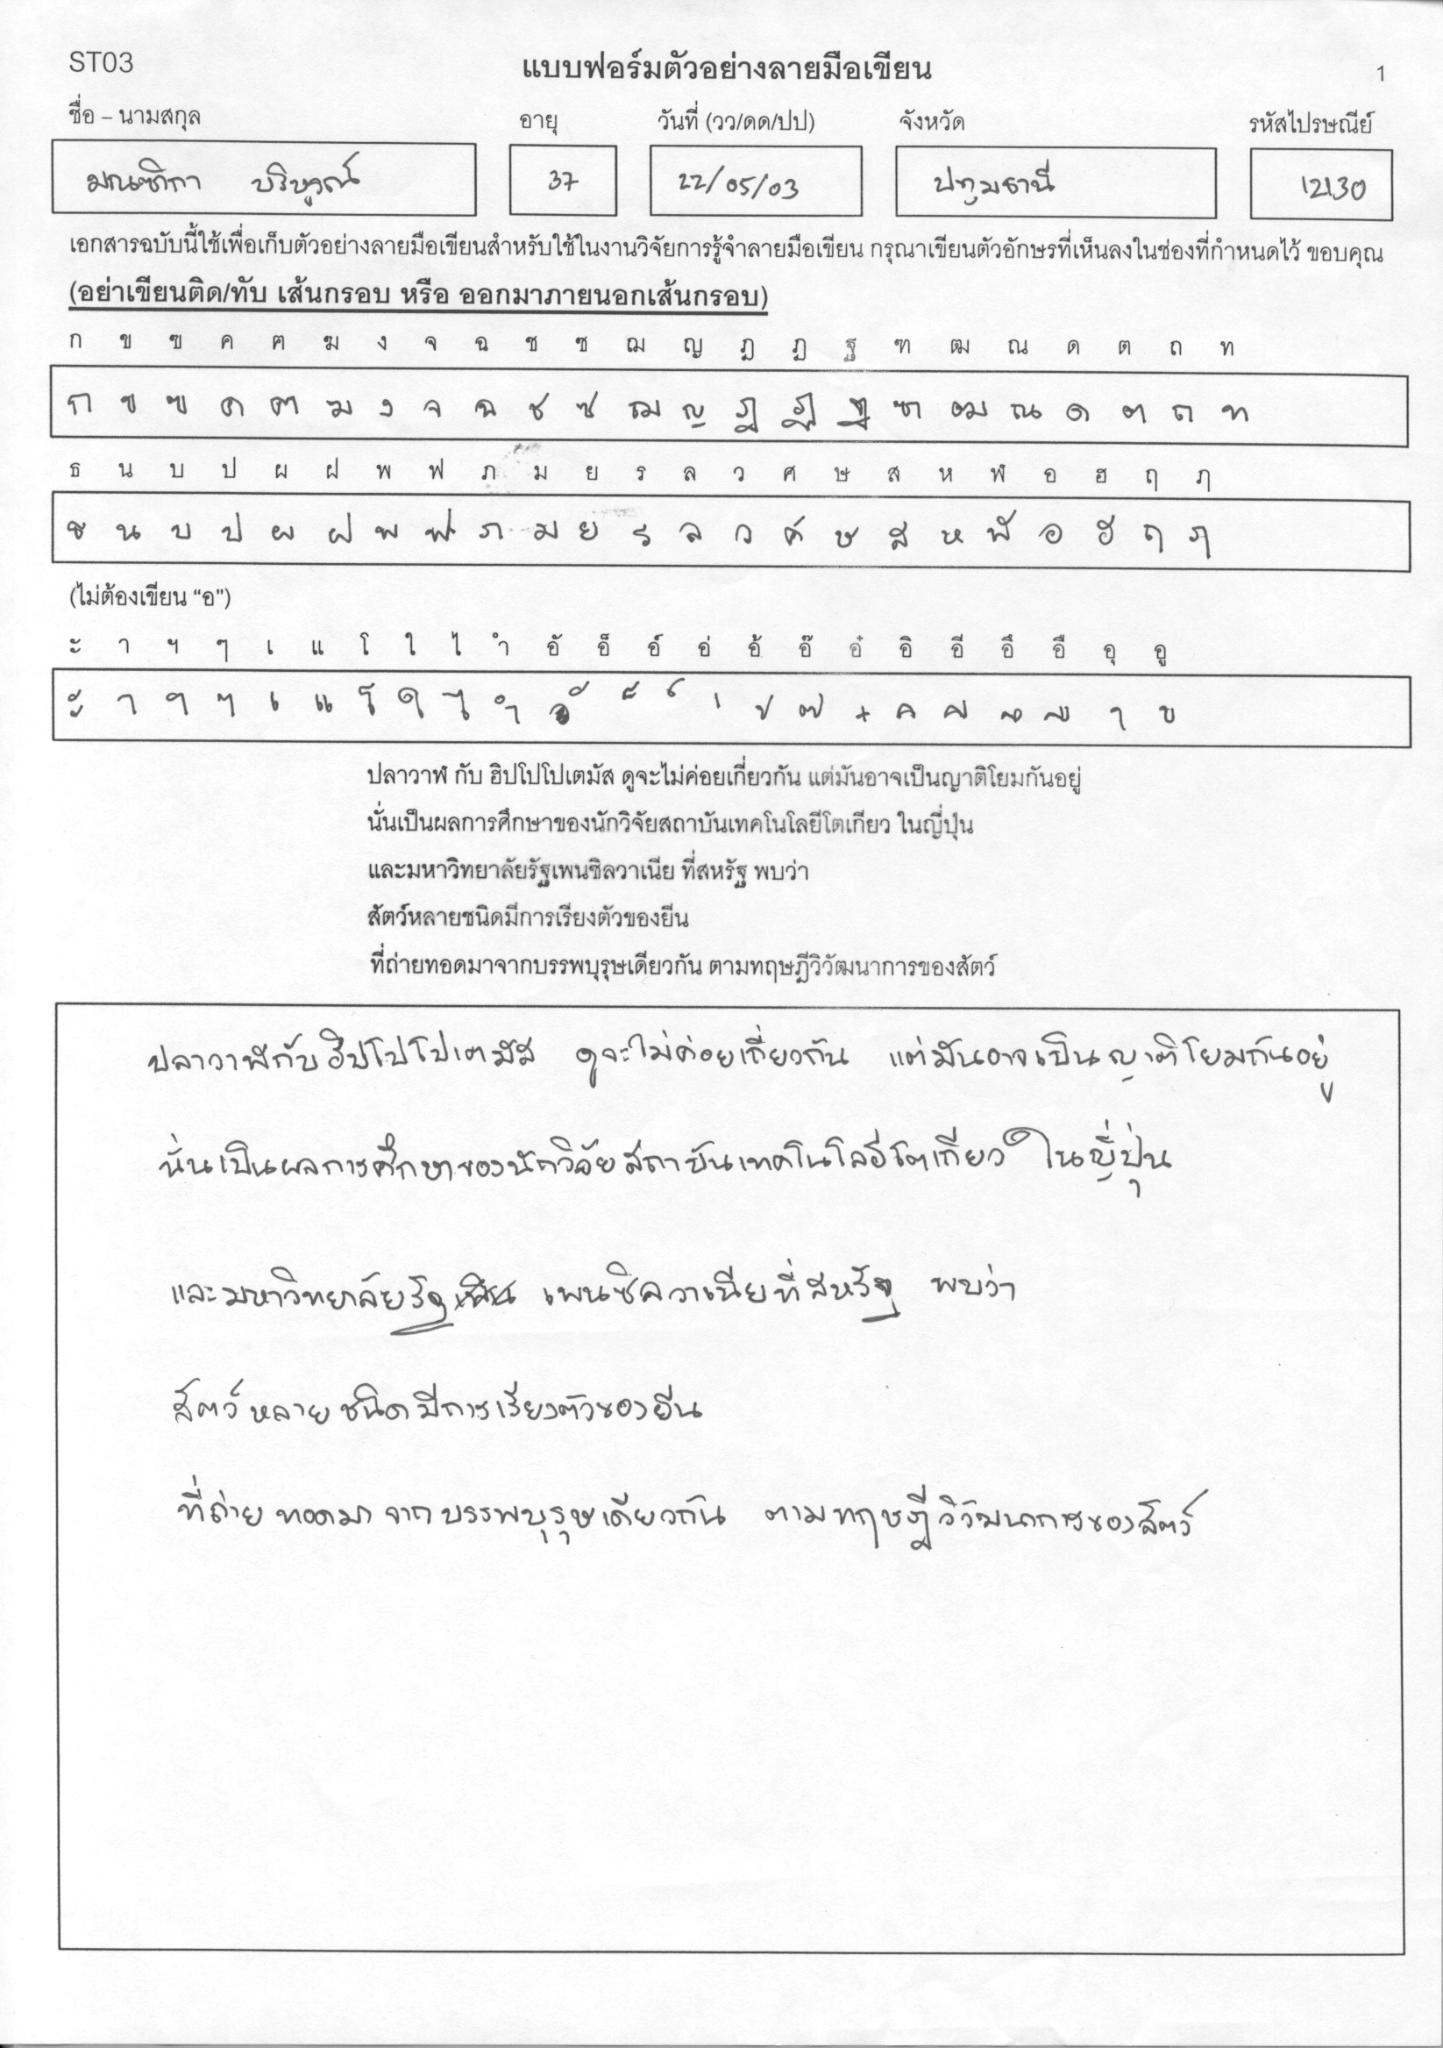 ST03
แบบฟอร์มตัวอย่างลายมือเขียน
1
ชื่อ – นามสกุล อายุ วันที่ (วว/ดด/ปป) จังหวัด รหัสไปรษณีย์
มณฑิกา บริบูรณ์ 37 22/05/03 ปทุมธานี 12130
เอกสารฉบับนี้ใช้เพื่อเก็บตัวอย่างลายมือเขียนสำหรับใช้ในงานวิจัยการรู้จำลายมือเขียน กรุณาเขียนตัวอักษรที่เห็นลงในช่องที่กำหนดไว้ ขอบคุณ
(อย่าเขียนติด/ทับ เส้นกรอบ หรือ ออกมาภายนอกเส้นกรอบ)
ก ข ฃ ค ฅ ฆ ง จ ฉ ช ซ ฌ ญ ฎ ฏ ฐ ฑ ฒ ณ ด ต ถ ท
ก ข ฃ ค ฅ ฆ ง จ ฉ ช ซ ฌ ญ ฎ ฏ ฐ ฑ ฒ ณ ด ต ถ ท
ธ น บ ป ผ ฝ พ ฟ ภ ม ย ร ล ว ศ ษ ส ห ฬ อ ฮ ฤ ฦ
ธ น บ ป ผ ฝ พ ฟ ภ ม ย ร ล ว ศ ษ ส ห ฬ อ ฮ ฤ ฦ
(ไม่ต้องเขียน “อ”)
ะ า ฯ ๆ เ แ โ ใ ไ ำ อั อ็ อ์ อ่ อ้ อ๊ อ๋ อิ อี อึ อื อุ อู
ะ า ฯ ๆ เ แ โ ใ ไ ำ ั ็ ์ ่ ้ ๊ ๋ ิ ี ึ ื ุ ู
ปลาวาฬ กับ ฮิปโปโปเตมัส ดูจะไม่ค่อยเกี่ยวกัน แต่มันอาจเป็นญาติโยมกันอยู่
นั่นเป็นผลการศึกษาของนักวิจัยสถาบันเทคโนโลยีโตเกียว ในญี่ปุ่น
และมหาวิทยาลัยรัฐเพนซิลวาเนีย ที่สหรัฐ พบว่า
สัตว์หลายชนิดมีการเรียงตัวของยีน
ที่ถ่ายทอดมาจากบรรพบุรุษเดียวกัน ตามทฤษฎีวิวัฒนาการของสัตว์
ปลาวาฬกับฮิปโปโปเตมัส ดูจะไม่ค่อยเกี่ยวกัน แต่มันอาจเป็นญาติโยมกันอยู่
นั่นเป็นผลการศึกษาของนักวิจัยสถาบันเทคโนโลยีโตเกียว ในญี่ปุ่น
และมหาวิทยาลัยรัฐ เพนซิลวาเนียที่สหรัฐ พบว่า
สัตว์หลายชนิดมีการเรียงตัวของยีน
ที่ถ่ายทอดมาจากบรรพบุรุษเดียวกัน ตามทฤษฎีวิวัฒนาการของสัตว์